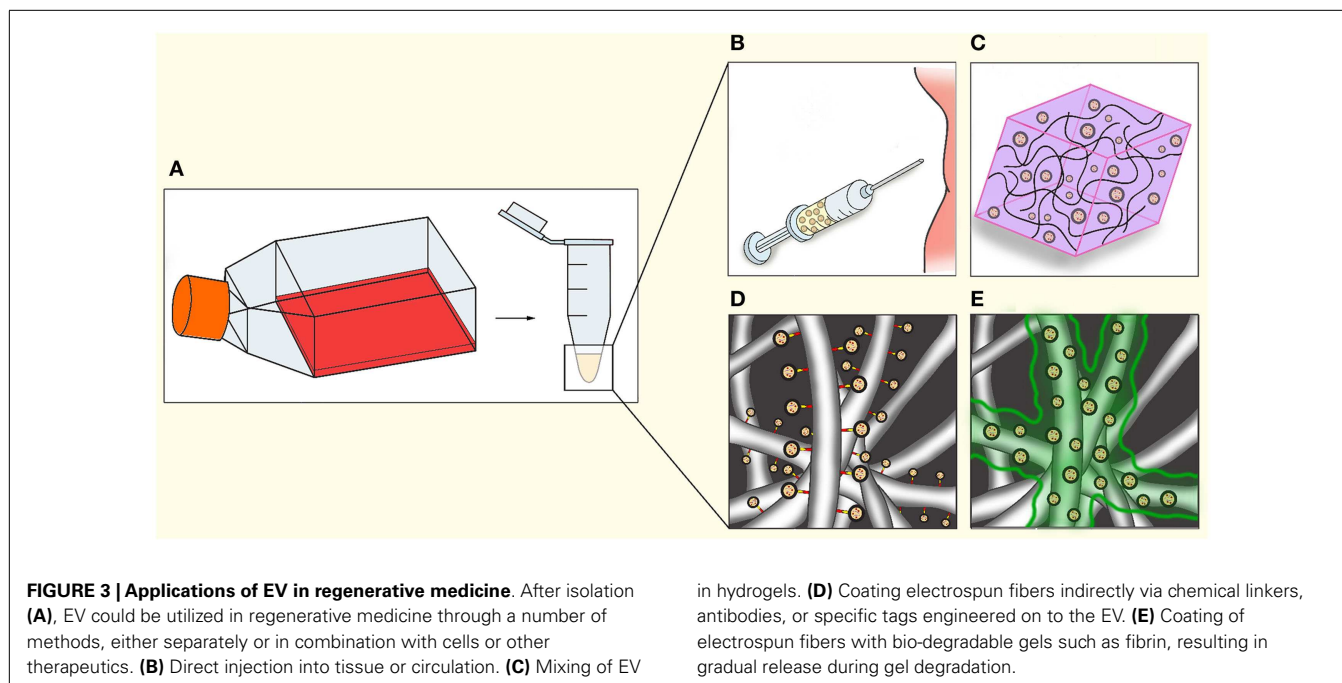 A
B
C
D
E
FIGURE 3 | Applications of EV in regenerative medicine. After isolation
(A), EV could be utilized in regenerative medicine through a number of
methods, either separately or in combination with cells or other
therapeutics. (B) Direct injection into tissue or circulation. (C) Mixing of EV
in hydrogels. (D) Coating electrospun fibers indirectly via chemical linkers,
antibodies, or specific tags engineered on to the EV. (E) Coating of
electrospun fibers with bio-degradable gels such as fibrin, resulting in
gradual release during gel degradation.